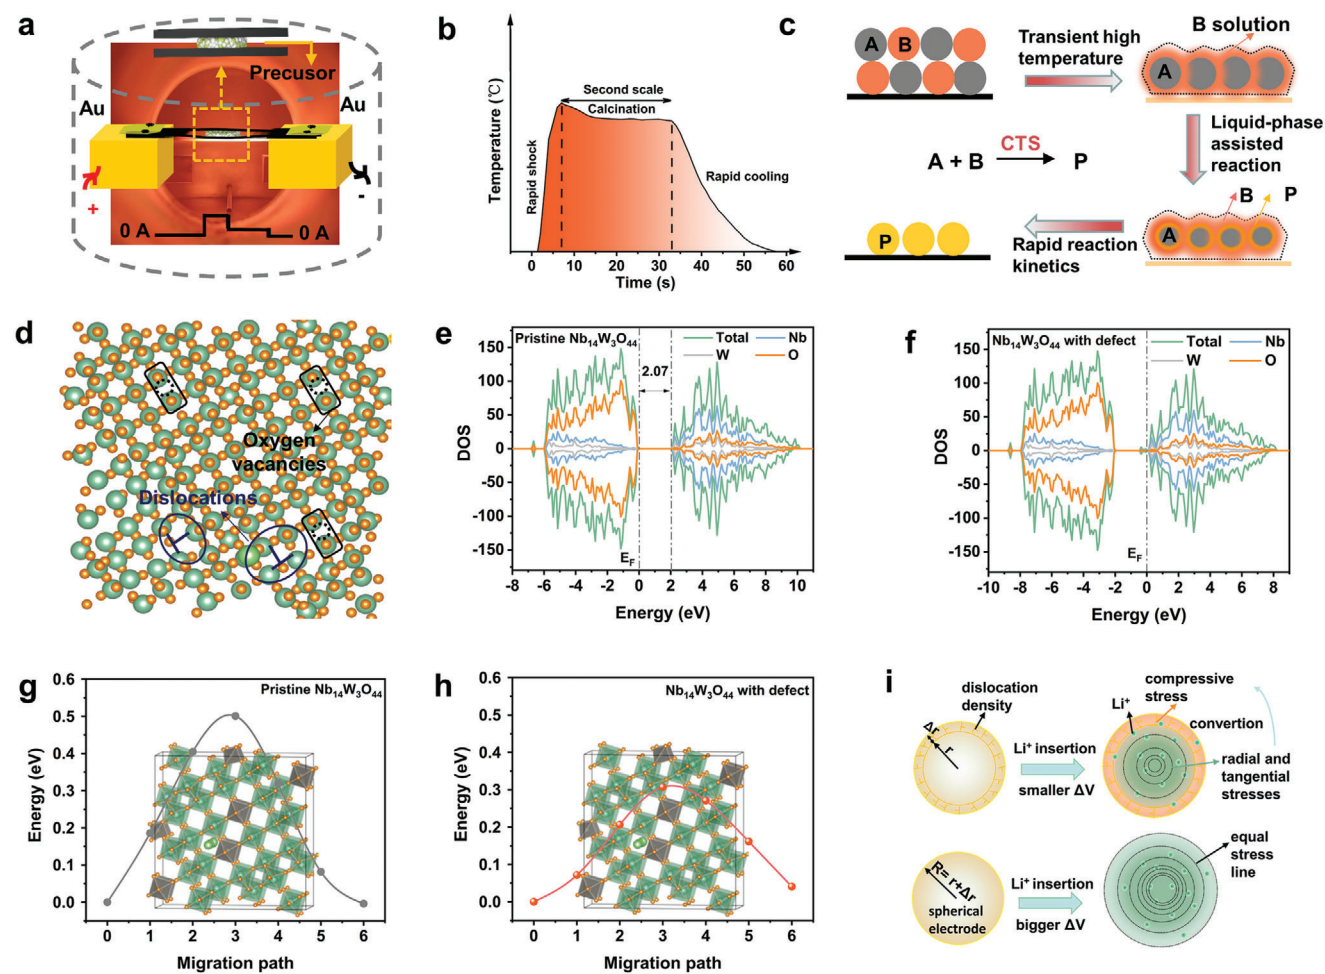 a
Precusor
Au
Au
+
-
0 A
0 A
b
Temperature (℃)
Second scale
Calcination
Rapid shock
Rapid cooling
0 10 20 30 40 50 60
Time (s)
c
A B
Transient high
temperature
B solution
A
A + B CTS P
Liquid-phase
assisted
reaction
B P
A
Rapid reaction
kinetics
P
d
Oxygen
vacancies
Dislocations
e
Pristine Nb14W3O44
Total Nb
W O
2.07
DOS
150
100
50
0
-50
-100
-150
EF
-8 -6 -4 -2 0 2 4 6 8 10
Energy (eV)
f
Nb14W3O44 with defect
Total Nb
W O
DOS
150
100
50
0
-50
-100
-150
EF
-10 -8 -6 -4 -2 0 2 4 6 8
Energy (eV)
g
Pristine Nb14W3O44
Energy (eV)
0.6
0.5
0.4
0.3
0.2
0.1
0.0
0 1 2 3 4 5 6
Migration path
h
Nb14W3O44 with defect
Energy (eV)
0.6
0.5
0.4
0.3
0.2
0.1
0.0
0 1 2 3 4 5 6
Migration path
i
dislocation
density
Δr
r
Li+ insertion
smaller ΔV
Li+
compressive
stress
convertion
radial and
tangential
stresses
R= r+Δr
spherical
electrode
Li+ insertion
bigger ΔV
equal
stress
line